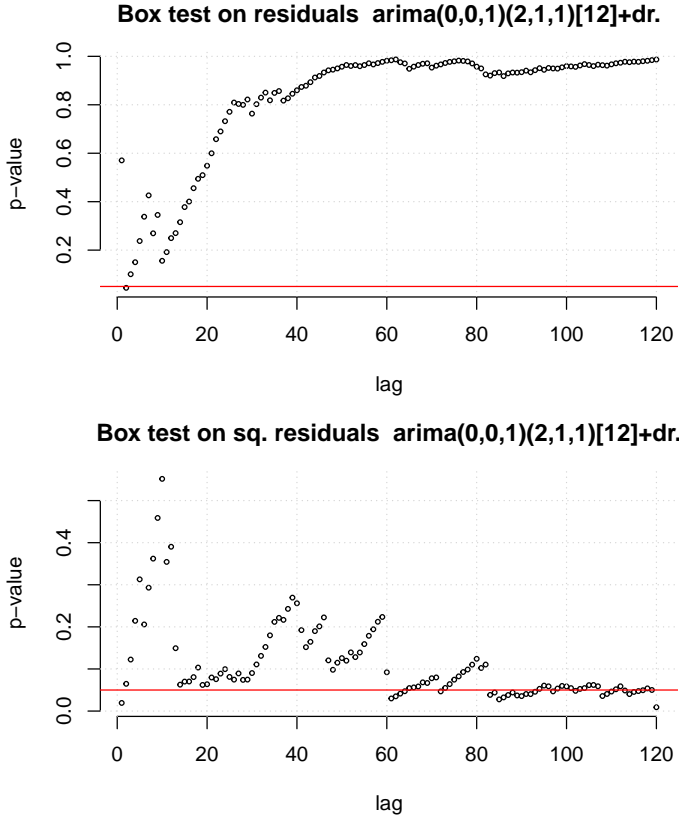 Box test on residuals  arima(0,0,1)(2,1,1)[12]+dr.
p−value
1.0
0.8
0.6
0.4
0.2
0 20 40 60 80 100 120
lag
Box test on sq. residuals  arima(0,0,1)(2,1,1)[12]+dr.
p−value
0.4
0.2
0.0
0 20 40 60 80 100 120
lag